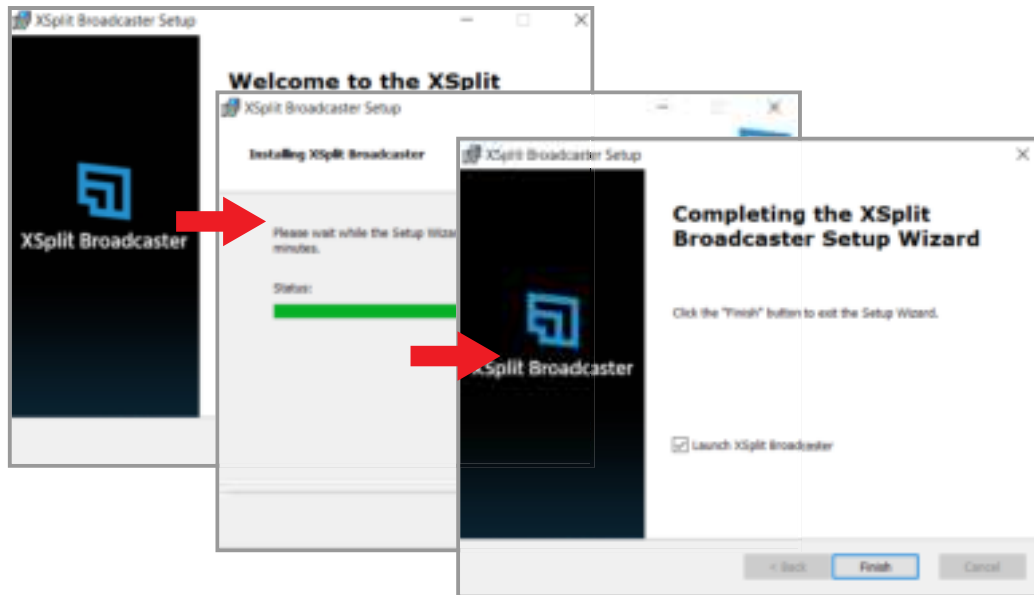 XSplit Broadcaster Setup
Welcome to the XSplit
XSplit Broadcaster
XSplit Broadcaster Setup
Installing XSplit Broadcaster
Please wait while the Setup Wiza
minutes.
Status:
XSplit Broadcaster Setup
Completing the XSplit
Broadcaster Setup Wizard
Click the "Finish" button to exit the Setup Wizard.
XSplit Broadcaster
Launch XSplit Broadcaster
< Back Finish Cancel